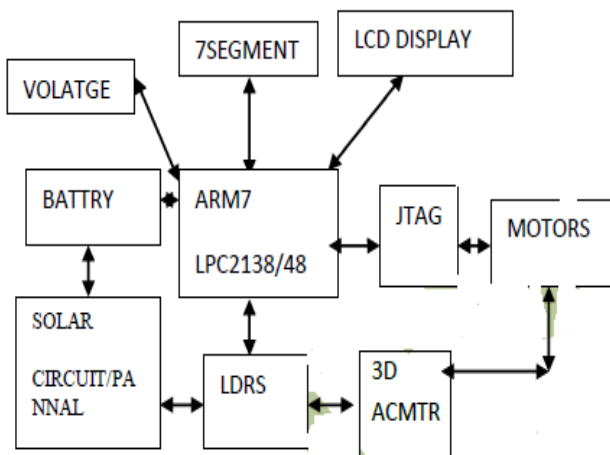 7SEGMENT
LCD DISPLAY
VOLATGE
BATTRY
ARM7
LPC2138/48
JTAG
MOTORS
SOLAR
CIRCUIT/PA
NNAL
LDRS
3D
ACMTR